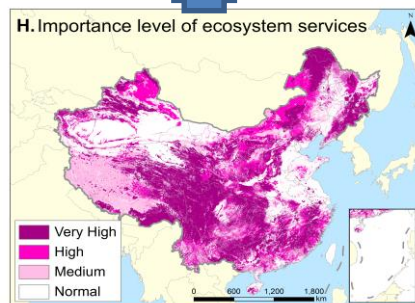 H. Importance level of ecosystem services
N
Very High
High
Medium
Normal
0 600 1,200 1,800
km